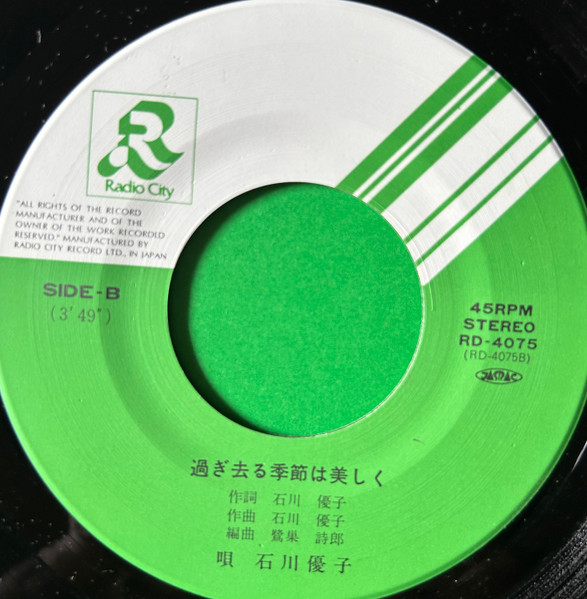 Radio City
"ALL RIGHTS OF THE RECORD
MANUFACTURER AND OF THE
OWNER OF THE WORK RECORDED
RESERVED." MANUFACTURED BY
RADIO CITY RECORD LTD., IN JAPAN
SIDE-B
(3'49")
45RPM
STEREO
RD-4075
(RD-4075B)
JASRAC
過ぎ去る季節は美しく
作詞 石川 優子
作曲 石川 優子
編曲 鷺巣 詩郎
唄 石川優子